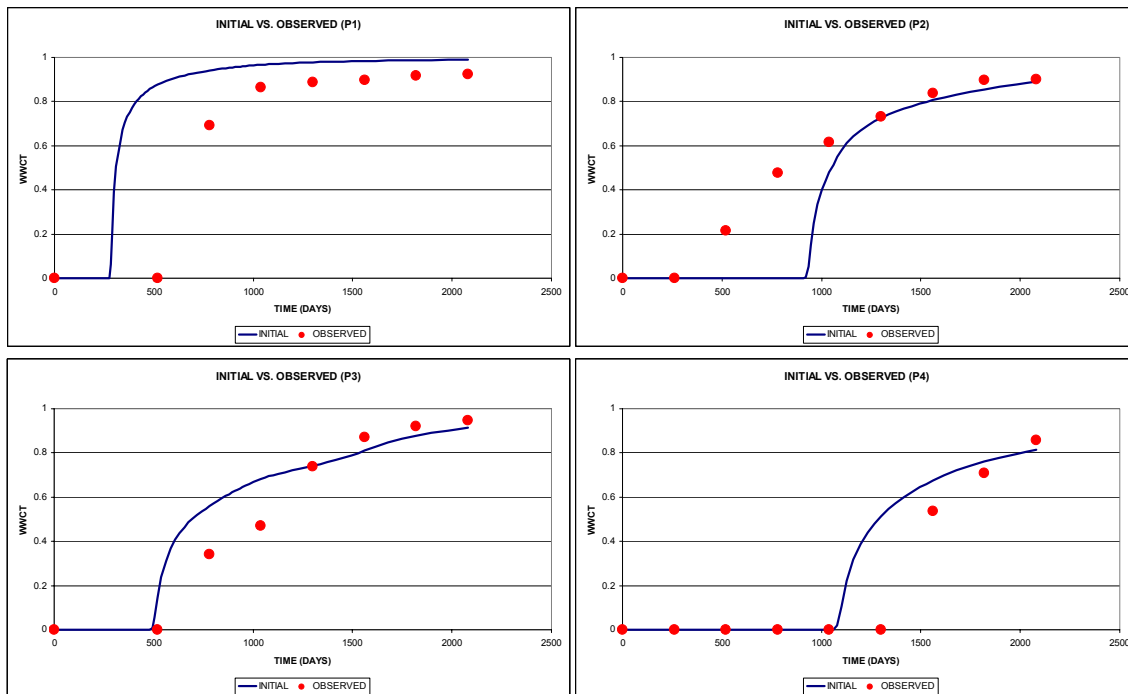 INITIAL VS. OBSERVED (P1)
1
0.8
0.6
0.4
0.2
0
WWCT
0 500 1000 1500 2000 2500
TIME (DAYS)
INITIAL OBSERVED
INITIAL VS. OBSERVED (P2)
1
0.8
0.6
0.4
0.2
0
WWCT
0 500 1000 1500 2000 2500
TIME (DAYS)
INITIAL OBSERVED
INITIAL VS. OBSERVED (P3)
1
0.8
0.6
0.4
0.2
0
WWCT
0 500 1000 1500 2000 2500
TIME (DAYS)
INITIAL OBSERVED
INITIAL VS. OBSERVED (P4)
1
0.8
0.6
0.4
0.2
0
WWCT
0 500 1000 1500 2000 2500
TIME (DAYS)
INITIAL OBSERVED